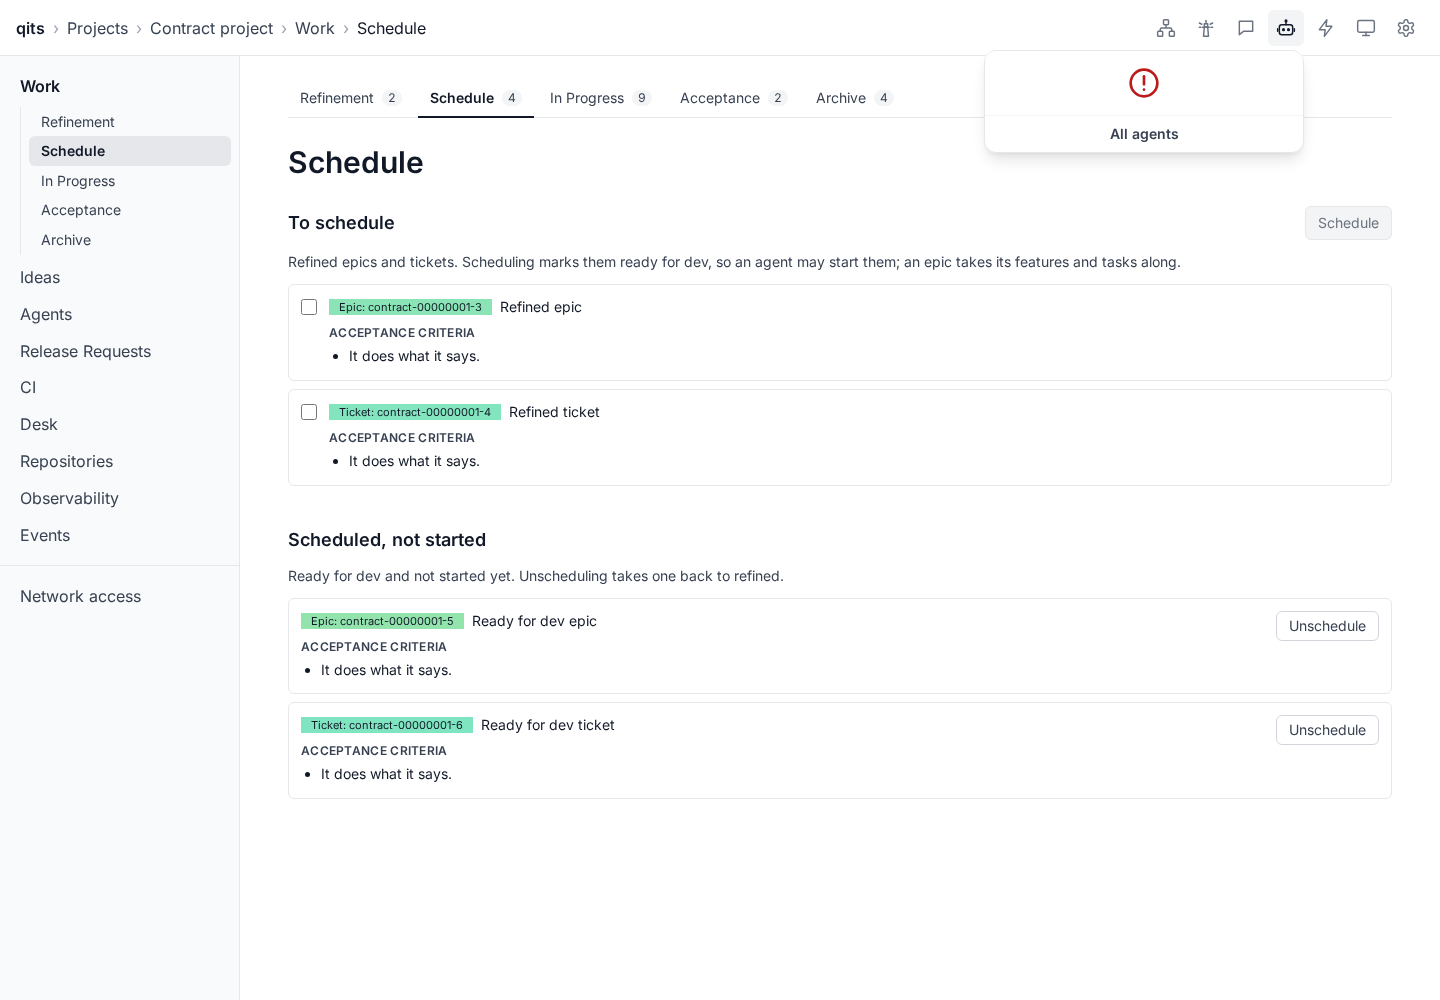 qits › Projects › Contract project › Work › Schedule
All agents
Work
Refinement
Schedule
In Progress
Acceptance
Archive
Ideas
Agents
Release Requests
CI
Desk
Repositories
Observability
Events
Network access
Refinement 2 Schedule 4 In Progress 9 Acceptance 2 Archive 4
Schedule
To schedule
Schedule
Refined epics and tickets. Scheduling marks them ready for dev, so an agent may start them; an epic takes its features and tasks along.
Epic: contract-00000001-3 Refined epic
ACCEPTANCE CRITERIA
• It does what it says.
Ticket: contract-00000001-4 Refined ticket
ACCEPTANCE CRITERIA
• It does what it says.
Scheduled, not started
Ready for dev and not started yet. Unscheduling takes one back to refined.
Epic: contract-00000001-5 Ready for dev epic Unschedule
ACCEPTANCE CRITERIA
• It does what it says.
Ticket: contract-00000001-6 Ready for dev ticket Unschedule
ACCEPTANCE CRITERIA
• It does what it says.